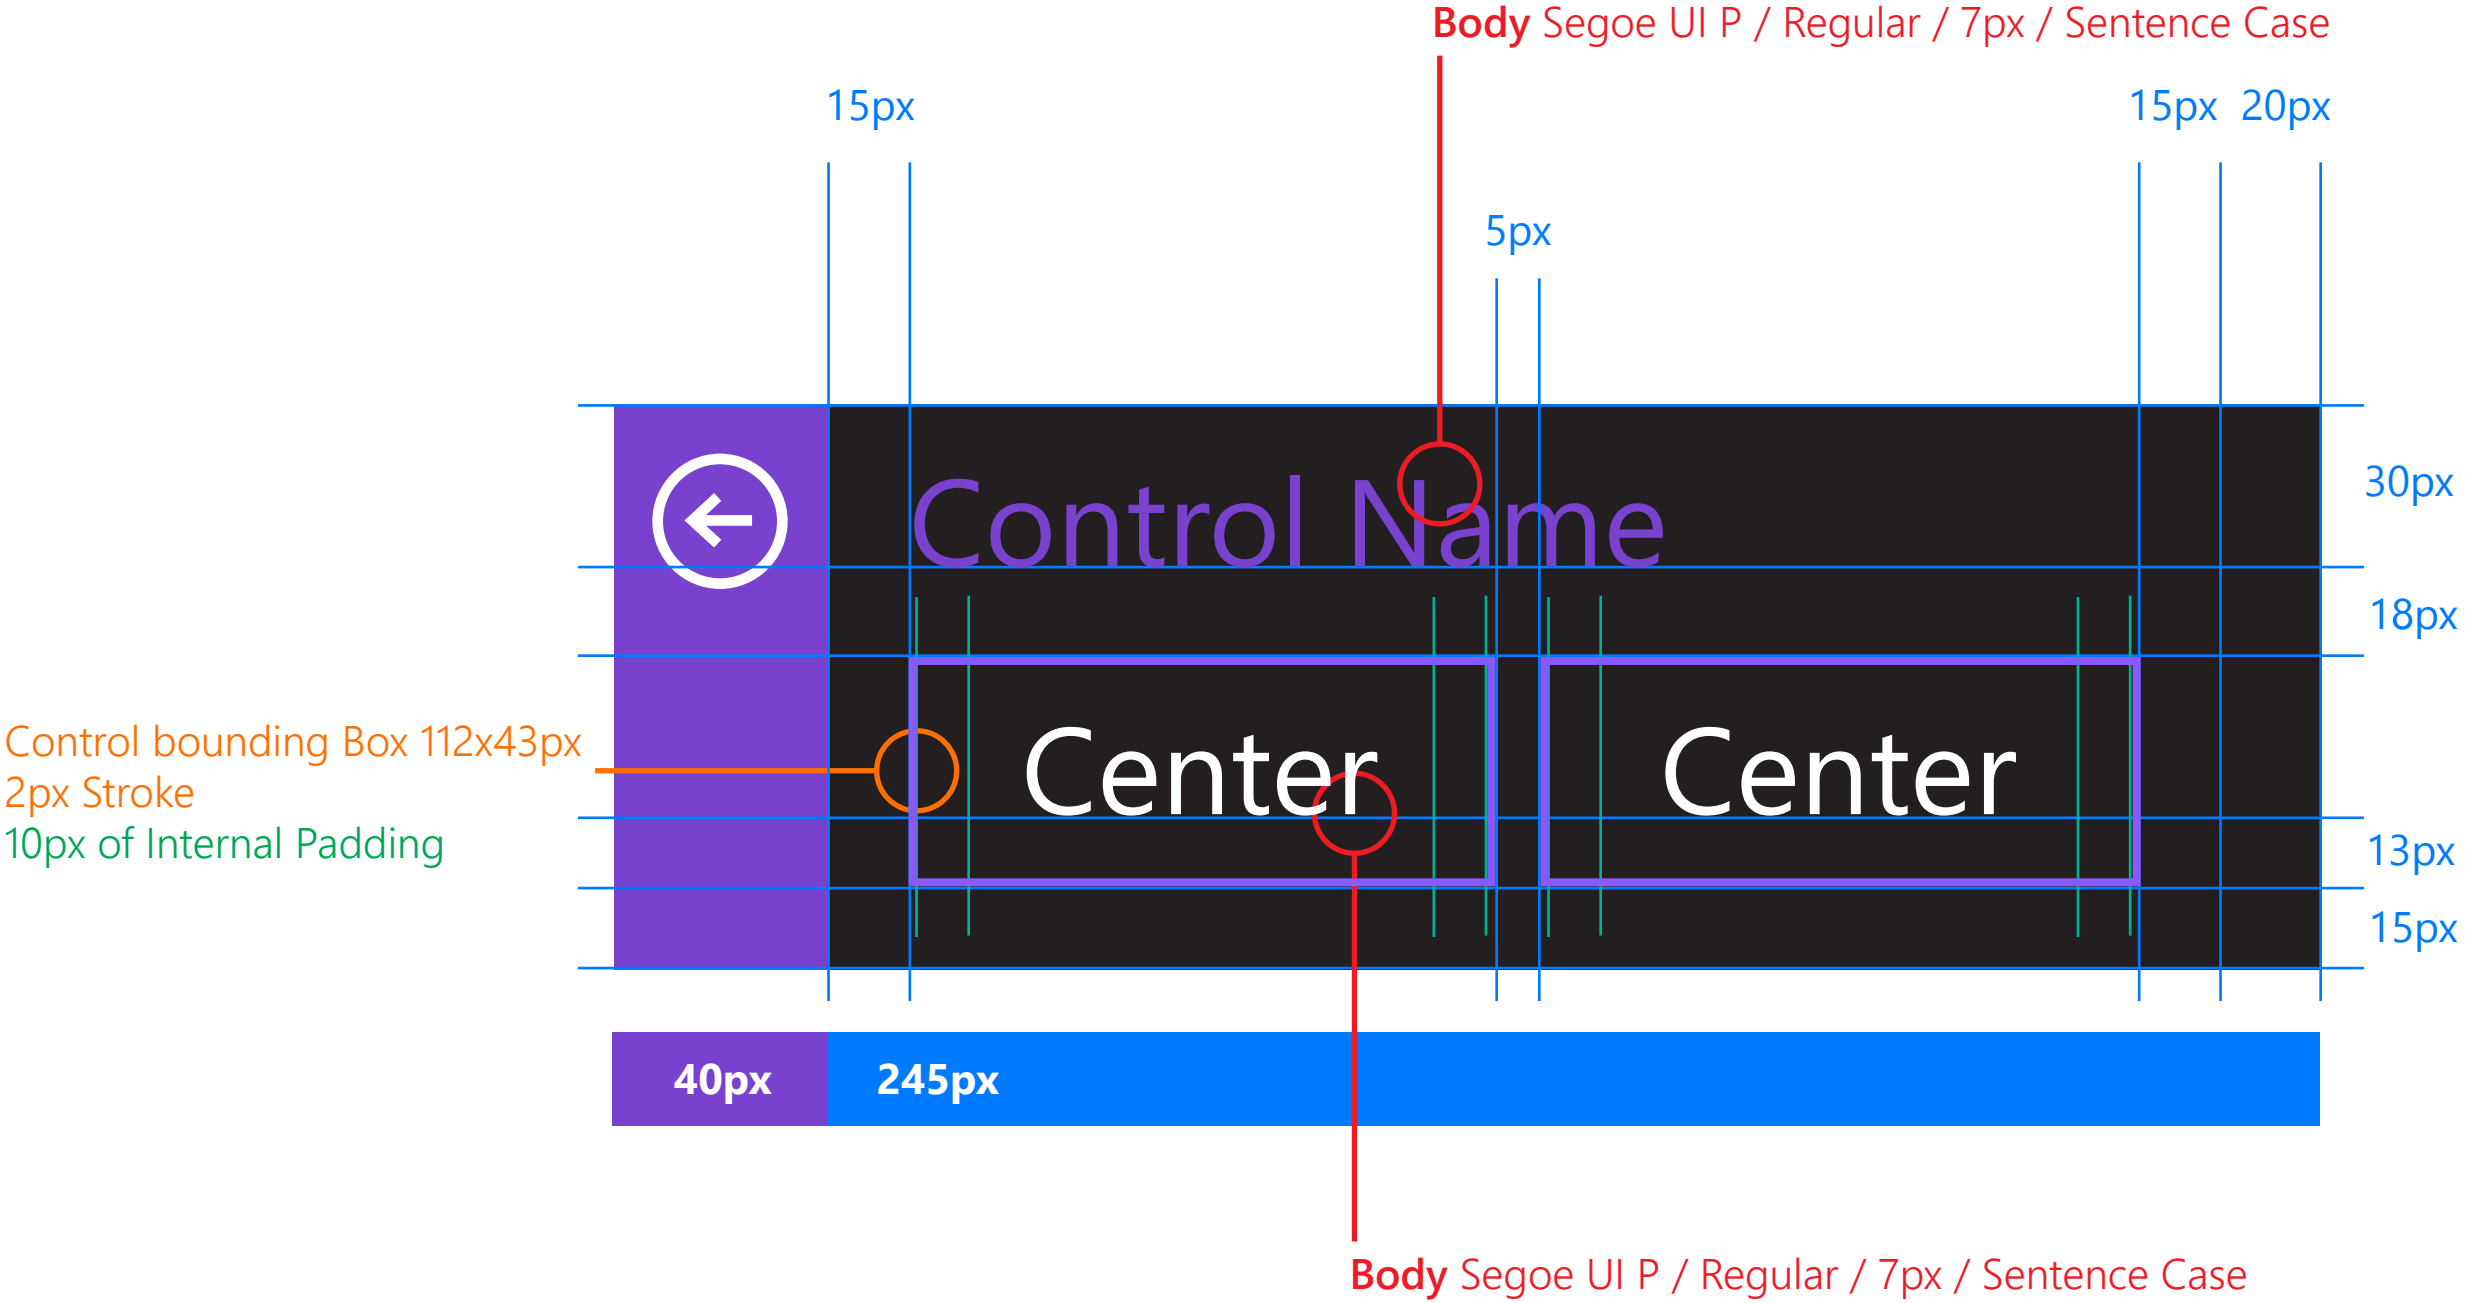 Body Segoe UI P / Regular / 7px / Sentence Case
15px
15px 20px
5px
Control Name
30px
18px
Control bounding Box 112x43px
2px Stroke
10px of Internal Padding
Center
Center
13px
15px
40px
245px
Body Segoe UI P / Regular / 7px / Sentence Case